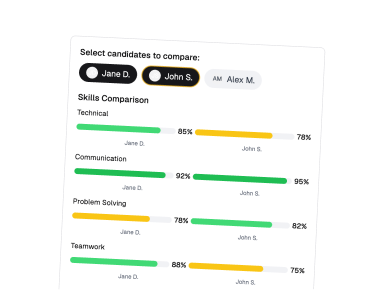 Select candidates to compare:
Jane D. John S. AM Alex M.
Skills Comparison
Technical
85% 78%
Jane D. John S.
Communication
92% 95%
Jane D. John S.
Problem Solving
78% 82%
Jane D. John S.
Teamwork
88% 75%
Jane D. John S.